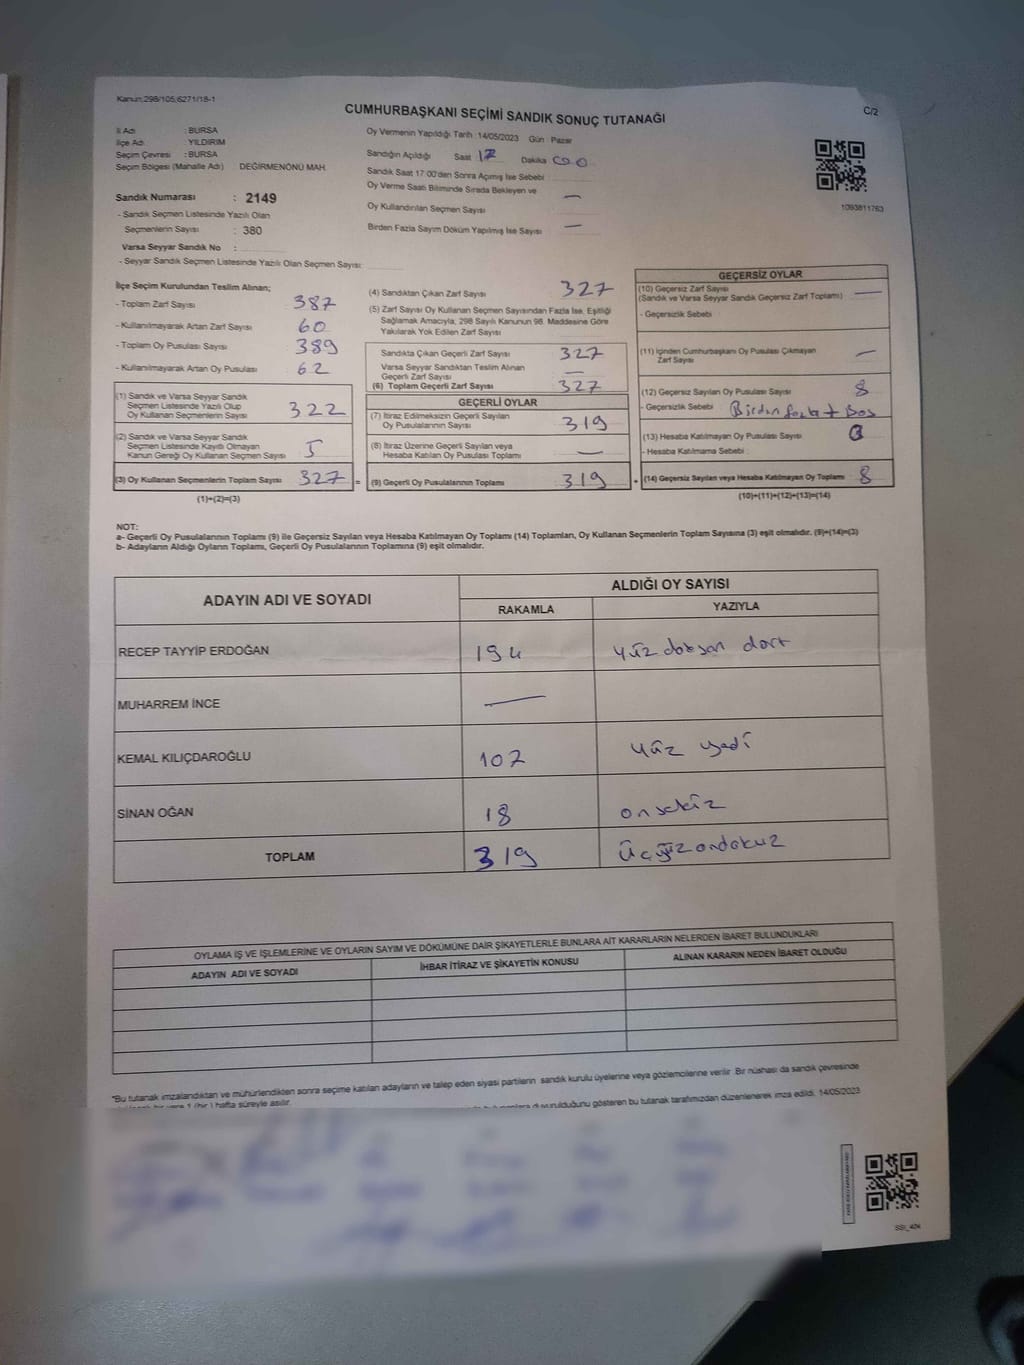 Kanun:298/105,6271/18-1
C/2
CUMHURBAŞKANI SEÇİMİ SANDIK SONUÇ TUTANAĞI
İl Adı : BURSA
İlçe Adı : YILDIRIM
Seçim Çevresi : BURSA
Seçim Bölgesi (Mahalle Adı) DEĞİRMENÖNÜ MAH.
Sandık Numarası : 2149
- Sandık Seçmen Listesinde Yazılı Olan
Seçmenlerin Sayısı : 380
Varsa Seyyar Sandık No :
- Seyyar Sandık Seçmen Listesinde Yazılı Olan Seçmen Sayısı:
Oy Vermenin Yapıldığı Tarih :14/05/2023 Gün Pazar
Sandığın Açıldığı Saat 17 Dakika 00
Sandık Saat 17:00'den Sonra Açımış İse Sebebi :
Oy Verme Saati Bitiminde Sırada Bekleyen ve
Oy Kullandırılan Seçmen Sayısı —
Birden Fazla Sayım Döküm Yapılmış İse Sayısı —
1093811763
İlçe Seçim Kurulundan Teslim Alınan;
- Toplam Zarf Sayısı 387
- Kullanılmayarak Artan Zarf Sayısı 60
- Toplam Oy Pusulası Sayısı 389
- Kullanılmayarak Artan Oy Pusulası 62
(1) Sandık ve Varsa Seyyar Sandık
Seçmen Listesinde Yazılı Olup
Oy Kullanan Seçmenlerin Sayısı 322
(2) Sandık ve Varsa Seyyar Sandık
Seçmen Listesinde Kayıtlı Olmayan
Kanun Gereği Oy Kullanan Seçmen Sayısı 5
(3) Oy Kullanan Seçmenlerin Toplam Sayısı 327 =
(1)+(2)=(3)
(4) Sandıktan Çıkan Zarf Sayısı 327
(5) Zarf Sayısı Oy Kullanan Seçmen Sayısından Fazla İse, Eşitliği
Sağlamak Amacıyla, 298 Sayılı Kanunun 98. Maddesine Göre
Yakılarak Yok Edilen Zarf Sayısı
Sandıkta Çıkan Geçerli Zarf Sayısı 327
Varsa Seyyar Sandıktan Teslim Alınan
Geçerli Zarf Sayısı —
(6) Toplam Geçerli Zarf Sayısı 327
GEÇERLİ OYLAR
(7) İtiraz Edilmeksizin Geçerli Sayılan
Oy Pusulalarının Sayısı 319
(8) İtiraz Üzerine Geçerli Sayılan veya
Hesaba Katılan Oy Pusulası Toplamı —
(9) Geçerli Oy Pusulalarının Toplamı 319 +
GEÇERSİZ OYLAR
(10) Geçersiz Zarf Sayısı
(Sandık ve Varsa Seyyar Sandık Geçersiz Zarf Toplamı) —
- Geçersizlik Sebebi
(11) İçinden Cumhurbaşkanı Oy Pusulası Çıkmayan
Zarf Sayısı —
(12) Geçersiz Sayılan Oy Pusulası Sayısı 8
- Geçersizlik Sebebi Birden fazla + Boş
(13) Hesaba Katılmayan Oy Pusulası Sayısı
- Hesaba Katılmama Sebebi :
(14) Geçersiz Sayılan veya Hesaba Katılmayan Oy Toplamı 8
(10)+(11)+(12)+(13)=(14)
NOT:
a- Geçerli Oy Pusulalarının Toplamı (9) ile Geçersiz Sayılan veya Hesaba Katılmayan Oy Toplamı (14) Toplamları, Oy Kullanan Seçmenlerin Toplam Sayısına (3) eşit olmalıdır. (9)+(14)=(3)
b- Adayların Aldığı Oyların Toplamı, Geçerli Oy Pusulalarının Toplamına (9) eşit olmalıdır.
ADAYIN ADI VE SOYADI
ALDIĞI OY SAYISI
RAKAMLA YAZIYLA
RECEP TAYYİP ERDOĞAN 194 yüz doksan dört
MUHARREM İNCE —
KEMAL KILIÇDAROĞLU 107 yüz yedi
SİNAN OĞAN 18 onsekiz
TOPLAM 319 Üçyüzondokuz
OYLAMA İŞ VE İŞLEMLERİNE VE OYLARIN SAYIM VE DÖKÜMÜNE DAİR ŞİKAYETLERLE BUNLARA AİT KARARLARIN NELERDEN İBARET BULUNDUKLARI
ADAYIN ADI VE SOYADI İHBAR İTİRAZ VE ŞİKAYETİN KONUSU ALINAN KARARIN NEDEN İBARET OLDUĞU
"Bu tutanak imzalandıktan ve mühürlendikten sonra seçime katılan adayların ve talep eden siyasi partilerin sandık kurulu üyelerine veya gözlemcilerine verilir. Bir nüshası da sandık çevresinde
bir yere 1 (bir ) hafta süreyle asılır. duyurulduğunu gösteren bu tutanak tarafımızdan düzenlenerek imza edildi. 14/05/2023
SSI_404